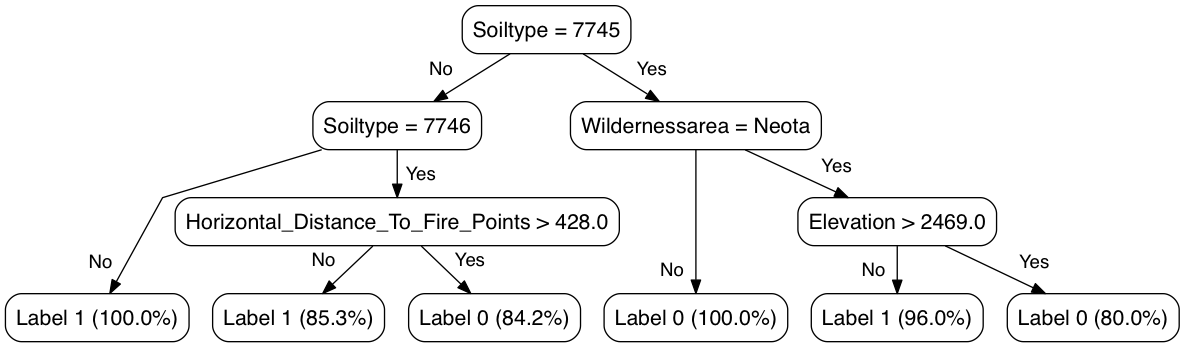 Soiltype = 7745
No
Yes
Soiltype = 7746
Wildernessarea = Neota
Yes
Yes
Horizontal_Distance_To_Fire_Points > 428.0
Elevation > 2469.0
No
No
Yes
No
No
Yes
Label 1 (100.0%)
Label 1 (85.3%)
Label 0 (84.2%)
Label 0 (100.0%)
Label 1 (96.0%)
Label 0 (80.0%)